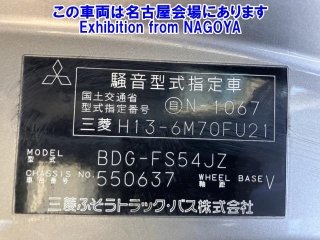 この車両は名古屋会場にあります
Exhibition from NAGOYA
騒音型式指定車
国土交通省
型式指定番号 自 N-1067
三菱 H13-6M70FU21
MODEL
型式 BDG-FS54JZ
CHASSIS NO. 550637 WHEEL BASE V
車台番号 軸距
三菱ふそうトラック・バス株式会社